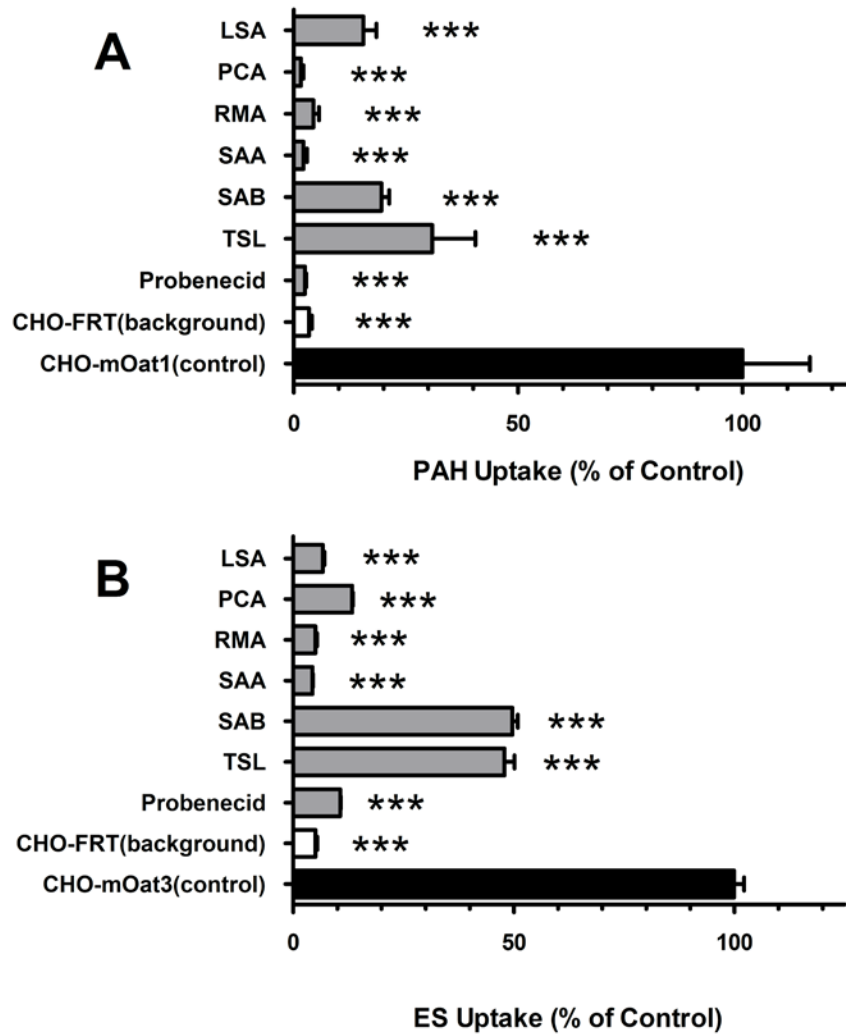 A
LSA ***
PCA ***
RMA ***
SAA ***
SAB ***
TSL ***
Probenecid ***
CHO-FRT(background) ***
CHO-mOat1(control)
0 50 100
PAH Uptake (% of Control)
B
LSA ***
PCA ***
RMA ***
SAA ***
SAB ***
TSL ***
Probenecid ***
CHO-FRT(background) ***
CHO-mOat3(control)
0 50 100
ES Uptake (% of Control)